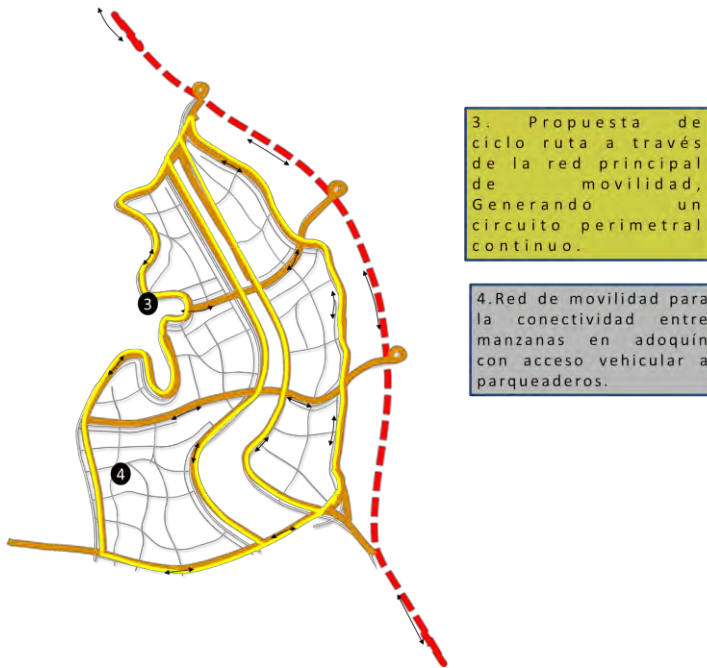 3. Propuesta de
ciclo ruta a través
de la red principal
de movilidad,
Generando un
circuito perimetral
continuo.
3
4.Red de movilidad para
la conectividad entre
manzanas en adoquín
con acceso vehicular a
parqueaderos.
4